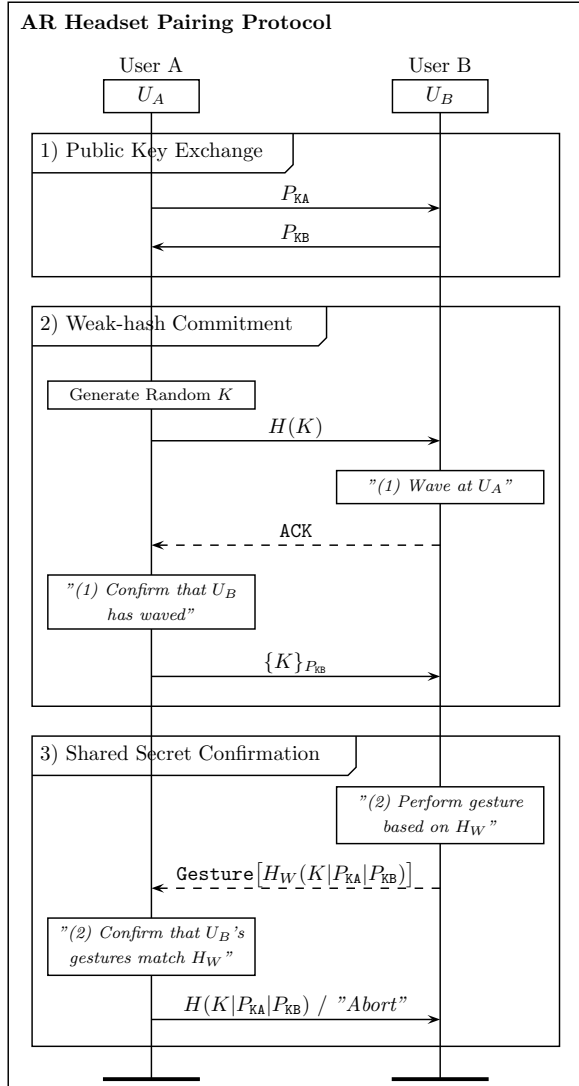 AR Headset Pairing Protocol
User A User B
U_A U_B
1) Public Key Exchange
P_KA
P_KB
2) Weak-hash Commitment
Generate Random K
H(K)
"(1) Wave at U_A"
ACK
"(1) Confirm that U_B
has waved"
{K}_{P_KB}
3) Shared Secret Confirmation
"(2) Perform gesture
based on H_W"
Gesture[H_W(K|P_KA|P_KB)]
"(2) Confirm that U_B's
gestures match H_W"
H(K|P_KA|P_KB) / "Abort"